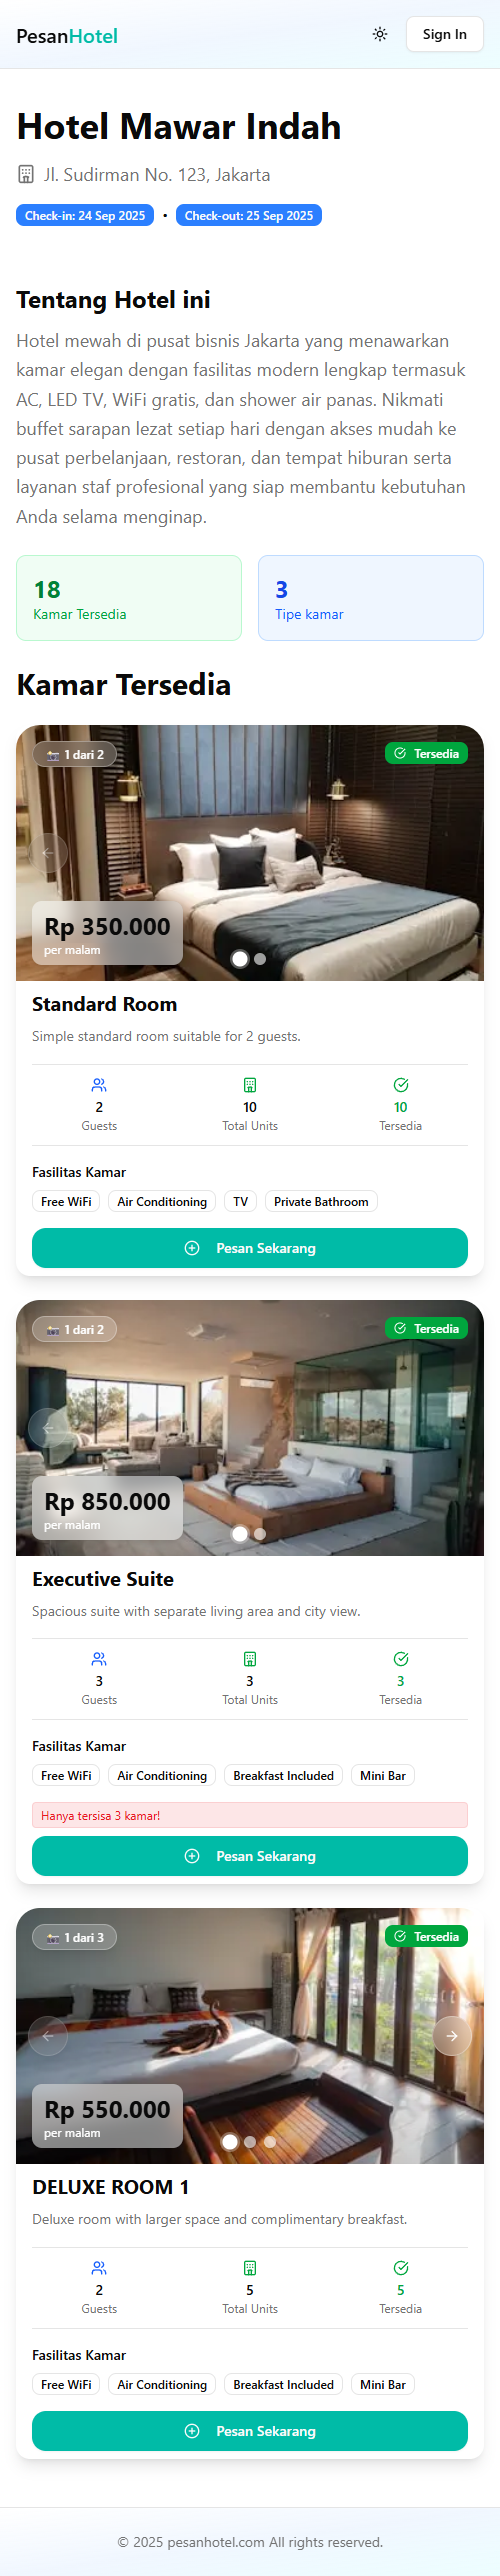 PesanHotel
Sign In
Hotel Mawar Indah
Jl. Sudirman No. 123, Jakarta
Check-in: 24 Sep 2025 • Check-out: 25 Sep 2025
Tentang Hotel ini
Hotel mewah di pusat bisnis Jakarta yang menawarkan
kamar elegan dengan fasilitas modern lengkap termasuk
AC, LED TV, WiFi gratis, dan shower air panas. Nikmati
buffet sarapan lezat setiap hari dengan akses mudah ke
pusat perbelanjaan, restoran, dan tempat hiburan serta
layanan staf profesional yang siap membantu kebutuhan
Anda selama menginap.
18
Kamar Tersedia
3
Tipe kamar
Kamar Tersedia
1 dari 2
Tersedia
Rp 350.000
per malam
Standard Room
Simple standard room suitable for 2 guests.
2
Guests
10
Total Units
10
Tersedia
Fasilitas Kamar
Free WiFi Air Conditioning TV Private Bathroom
Pesan Sekarang
1 dari 2
Tersedia
Rp 850.000
per malam
Executive Suite
Spacious suite with separate living area and city view.
3
Guests
3
Total Units
3
Tersedia
Fasilitas Kamar
Free WiFi Air Conditioning Breakfast Included Mini Bar
Hanya tersisa 3 kamar!
Pesan Sekarang
1 dari 3
Tersedia
Rp 550.000
per malam
DELUXE ROOM 1
Deluxe room with larger space and complimentary breakfast.
2
Guests
5
Total Units
5
Tersedia
Fasilitas Kamar
Free WiFi Air Conditioning Breakfast Included Mini Bar
Pesan Sekarang
© 2025 pesanhotel.com All rights reserved.